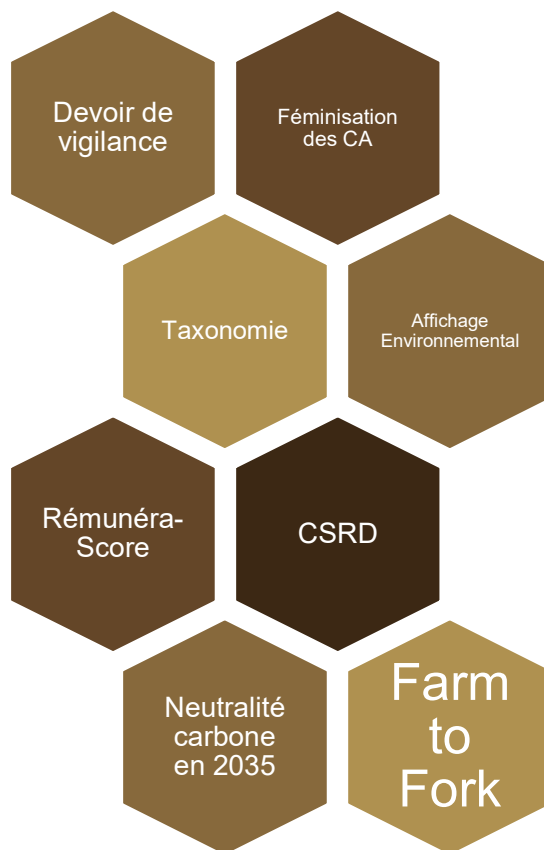 Devoir de
vigilance
Féminisation
des CA
Taxonomie
Affichage
Environnemental
Rémunéra-
Score
CSRD
Neutralité
carbone
en 2035
Farm
to
Fork